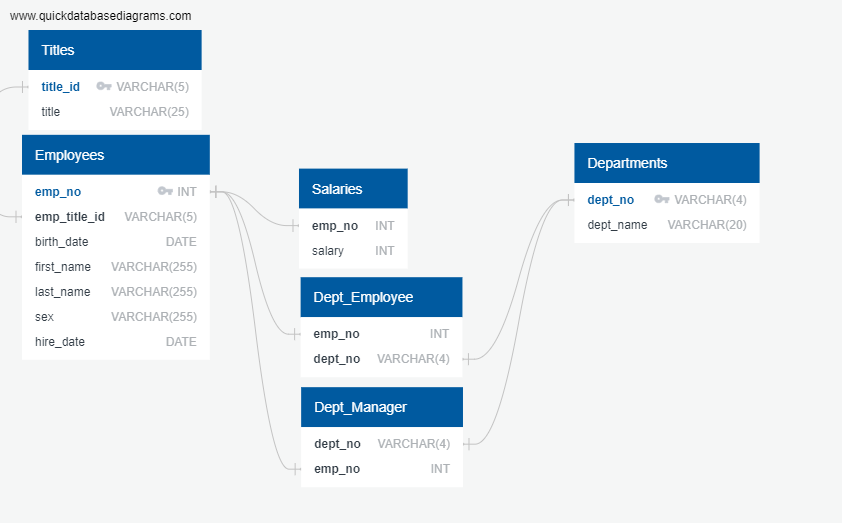 www.quickdatabasediagrams.com
Titles
title_id VARCHAR(5)
title VARCHAR(25)
Employees
emp_no INT
emp_title_id VARCHAR(5)
birth_date DATE
first_name VARCHAR(255)
last_name VARCHAR(255)
sex VARCHAR(255)
hire_date DATE
Salaries
emp_no INT
salary INT
Dept_Employee
emp_no INT
dept_no VARCHAR(4)
Dept_Manager
dept_no VARCHAR(4)
emp_no INT
Departments
dept_no VARCHAR(4)
dept_name VARCHAR(20)